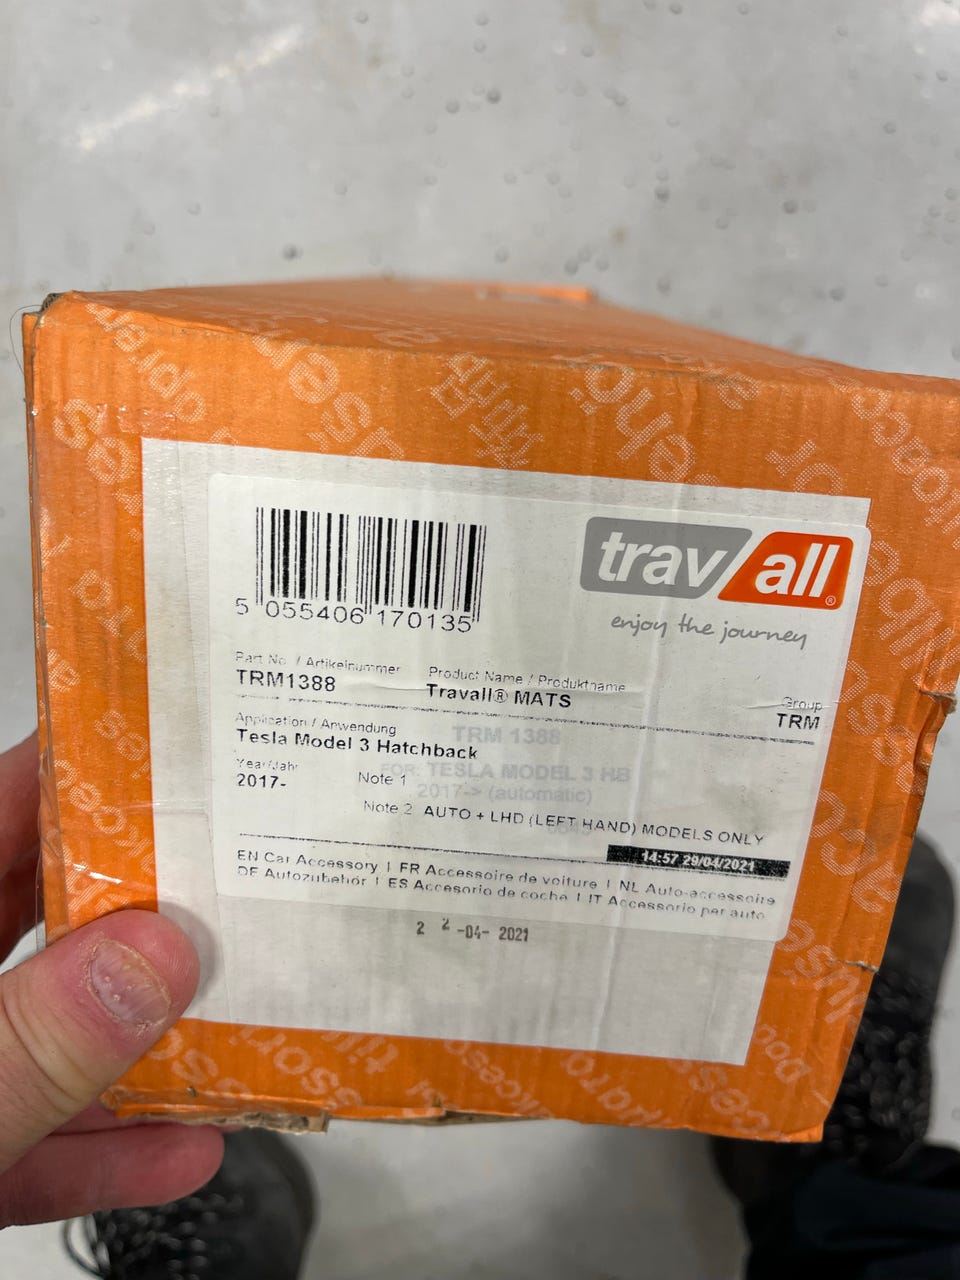 travall®
enjoy the journey
5 055406 170135
Part No. / Artikelnummer
TRM1388
Product Name / Produktname
Travall® MATS
Group
TRM
Application / Anwendung
Tesla Model 3 Hatchback
TRM 1388
FOR: TESLA MODEL 3 HB
2017-> (automatic)
Year/Jahr
2017-
Note 1
Note 2 AUTO + LHD (LEFT HAND) MODELS ONLY
14:57 29/04/2021
EN Car Accessory | FR Accessoire de voiture | NL Auto-accessoire
DE Autozubehör | ES Accesorio de coche | IT Accessorio per auto
2 2 -04- 2021